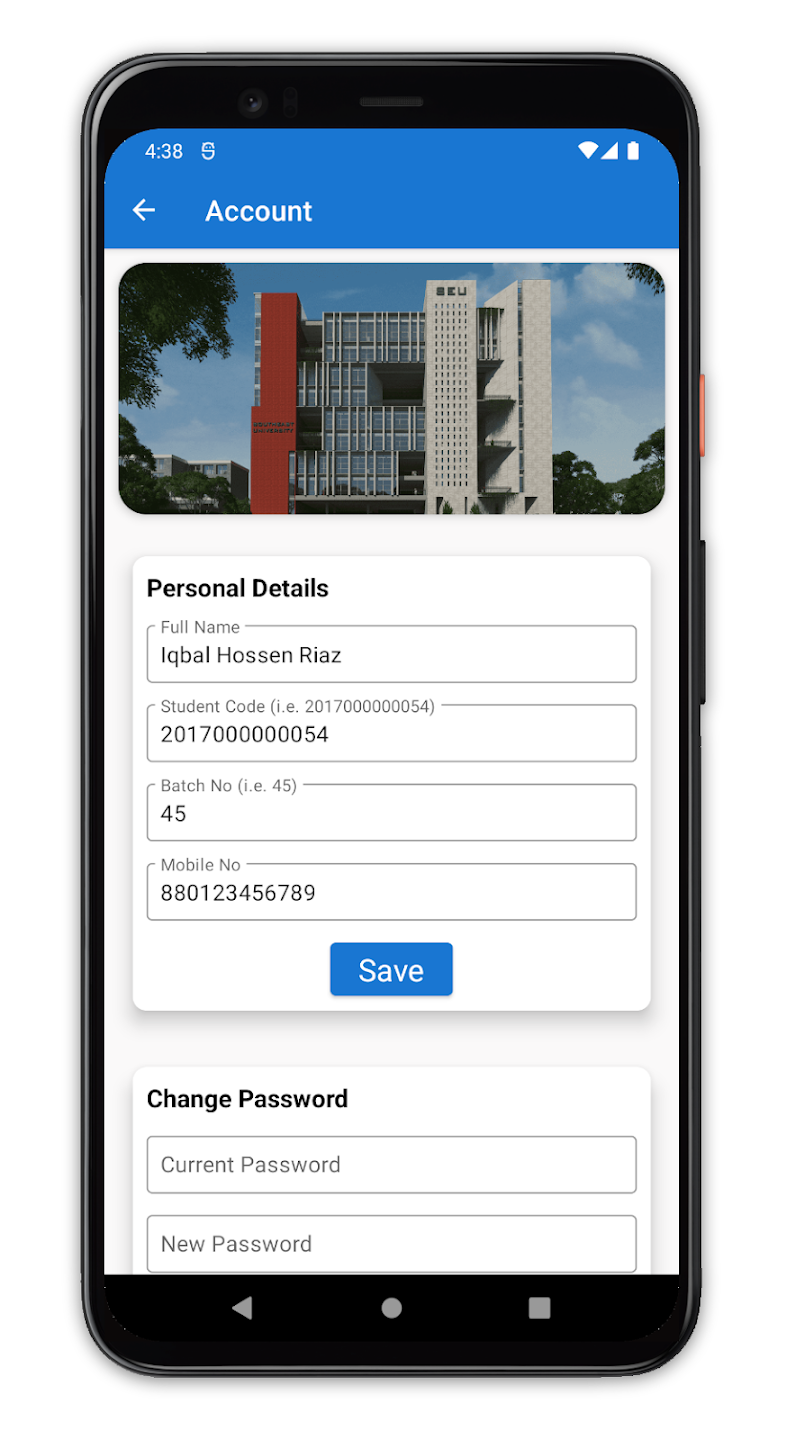 4:38
Account
SEU
SOUTHEAST
UNIVERSITY
Personal Details
Full Name
Iqbal Hossen Riaz
Student Code (i.e. 2017000000054)
2017000000054
Batch No (i.e. 45)
45
Mobile No
880123456789
Save
Change Password
Current Password
New Password